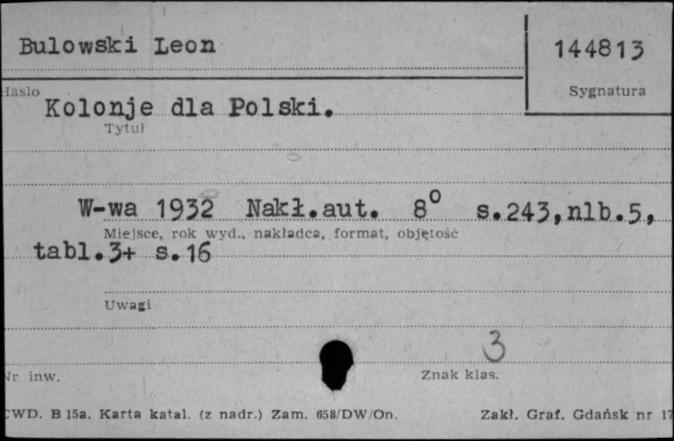 Bulowski Leon
144813
Hasło
Sygnatura
Kolonje dla Polski.
Tytuł
W-wa 1932 Nakł.aut. 8° s.243,nlb.5,
Miejsce, rok wyd., nakładca, format, objętość
tabl.3+ s.16
Uwagi
3
Nr inw.
Znak klas.
CWD. B 15a. Karta katal. (z nadr.) Zam. 658/DW/On.
Zakł. Graf. Gdańsk nr 17